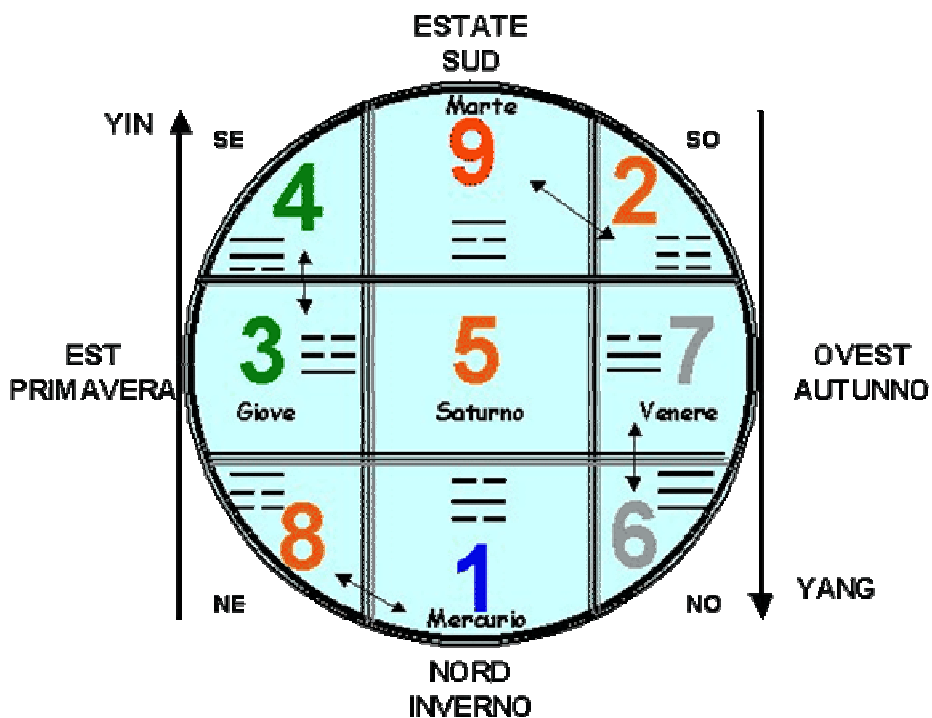 ESTATE
SUD
Marte
YIN
SE
SO
4
9
2
EST
PRIMAVERA
3
5
7
OVEST
AUTUNNO
Giove
Saturno
Venere
8
1
6
NE
NO
YANG
Mercurio
NORD
INVERNO